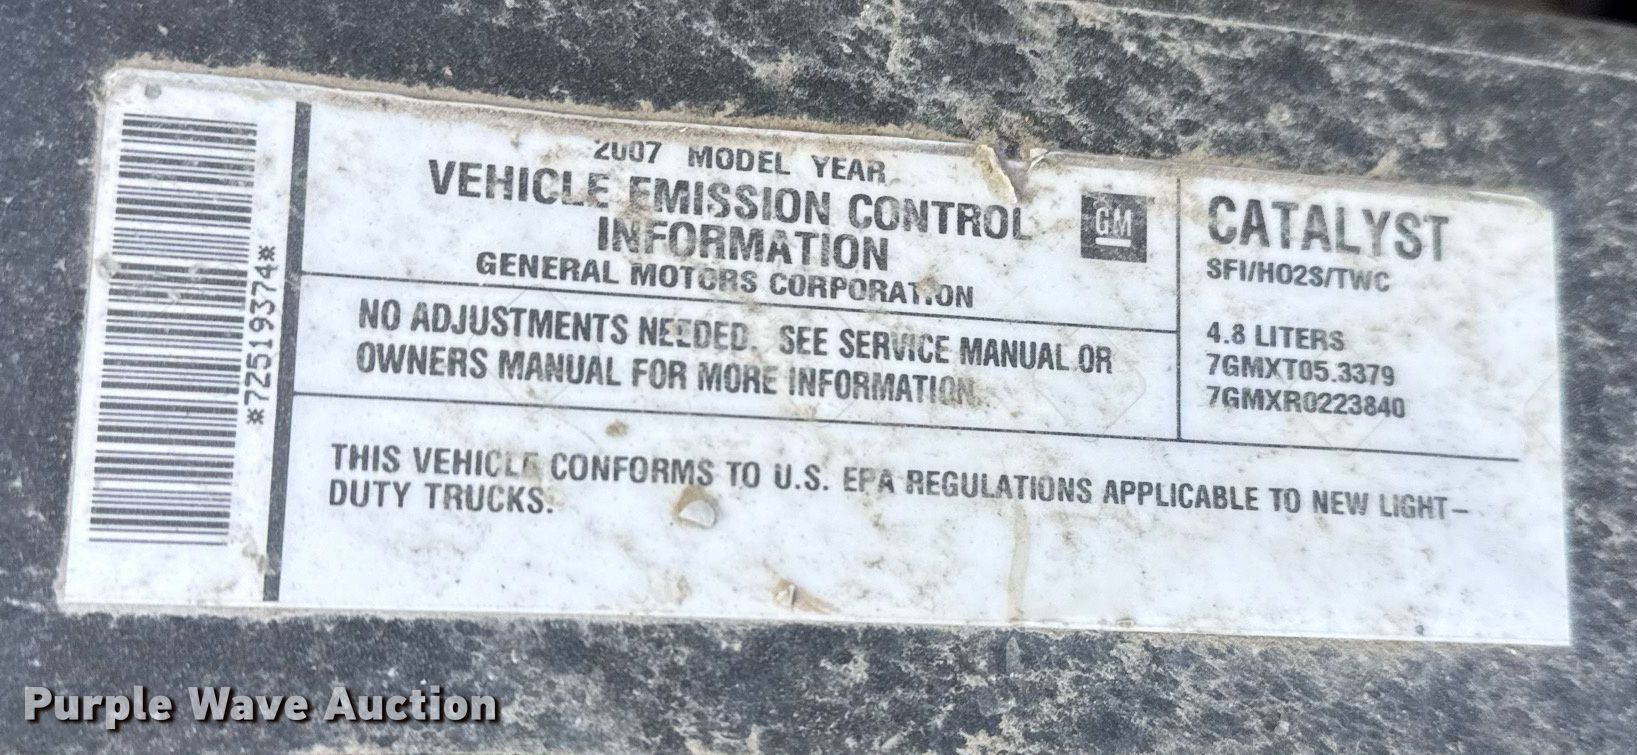 *72519374*
2007 MODEL YEAR
VEHICLE EMISSION CONTROL
INFORMATION
GENERAL MOTORS CORPORATION
GM
NO ADJUSTMENTS NEEDED. SEE SERVICE MANUAL OR
OWNERS MANUAL FOR MORE INFORMATION.
CATALYST
SFI/HO2S/TWC
4.8 LITERS
7GMXT05.3379
7GMXR0223840
THIS VEHICLE CONFORMS TO U.S. EPA REGULATIONS APPLICABLE TO NEW LIGHT-
DUTY TRUCKS.
Purple Wave Auction